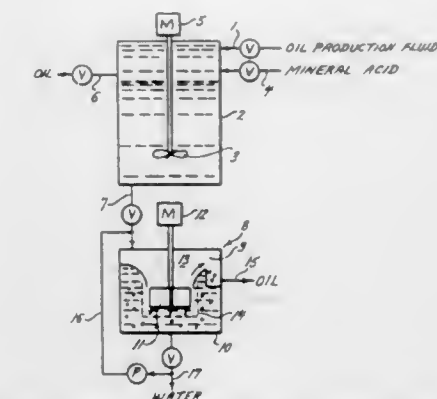 M 5
1
V OIL PRODUCTION FLUID
OIL V
6
V MINERAL ACID
4
2
3
7
V
M 12
8
9
13
15
OIL
16
14
11
10
V
P
17
WATER